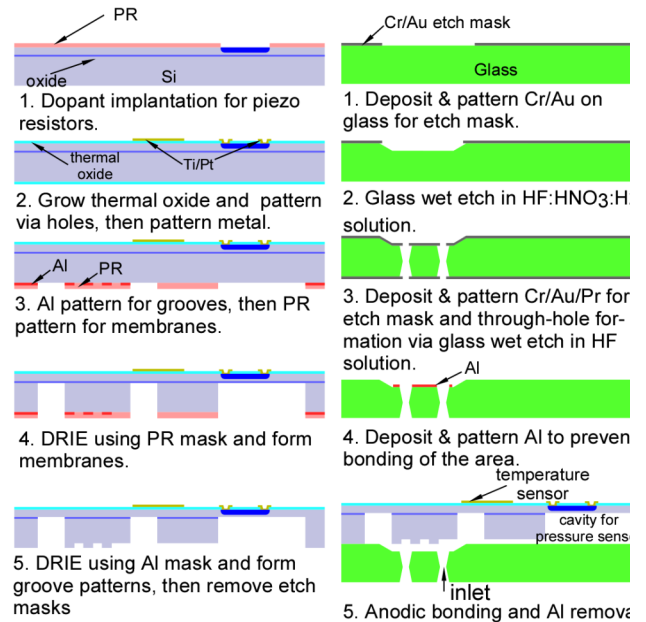 PR
oxide
Si
1. Dopant implantation for piezo
resistors.
thermal
oxide
Ti/Pt
2. Grow thermal oxide and pattern
via holes, then pattern metal.
Al
PR
3. Al pattern for grooves, then PR
pattern for membranes.
4. DRIE using PR mask and form
membranes.
5. DRIE using Al mask and form
groove patterns, then remove etch
masks
Cr/Au etch mask
Glass
1. Deposit & pattern Cr/Au on
glass for etch mask.
2. Glass wet etch in HF:HNO3:H
solution.
3. Deposit & pattern Cr/Au/Pr for
etch mask and through-hole for-
mation via glass wet etch in HF
solution.
Al
4. Deposit & pattern Al to preven
bonding of the area.
temperature
sensor
cavity for
pressure sens
inlet
5. Anodic bonding and Al remova